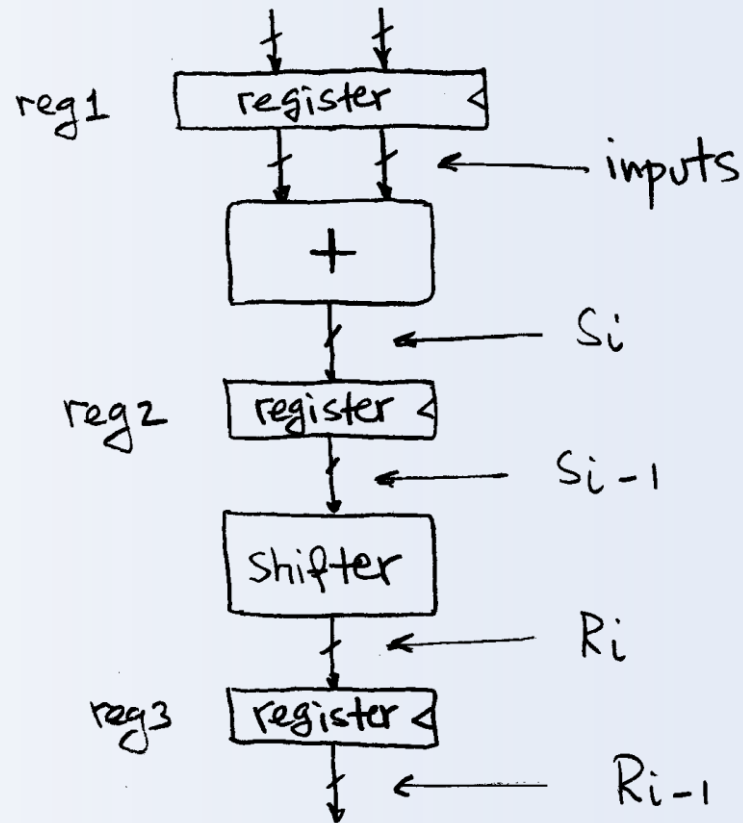 reg1
register
inputs
+
Si
reg2
register
Si-1
Shifter
Ri
reg3
register
Ri-1